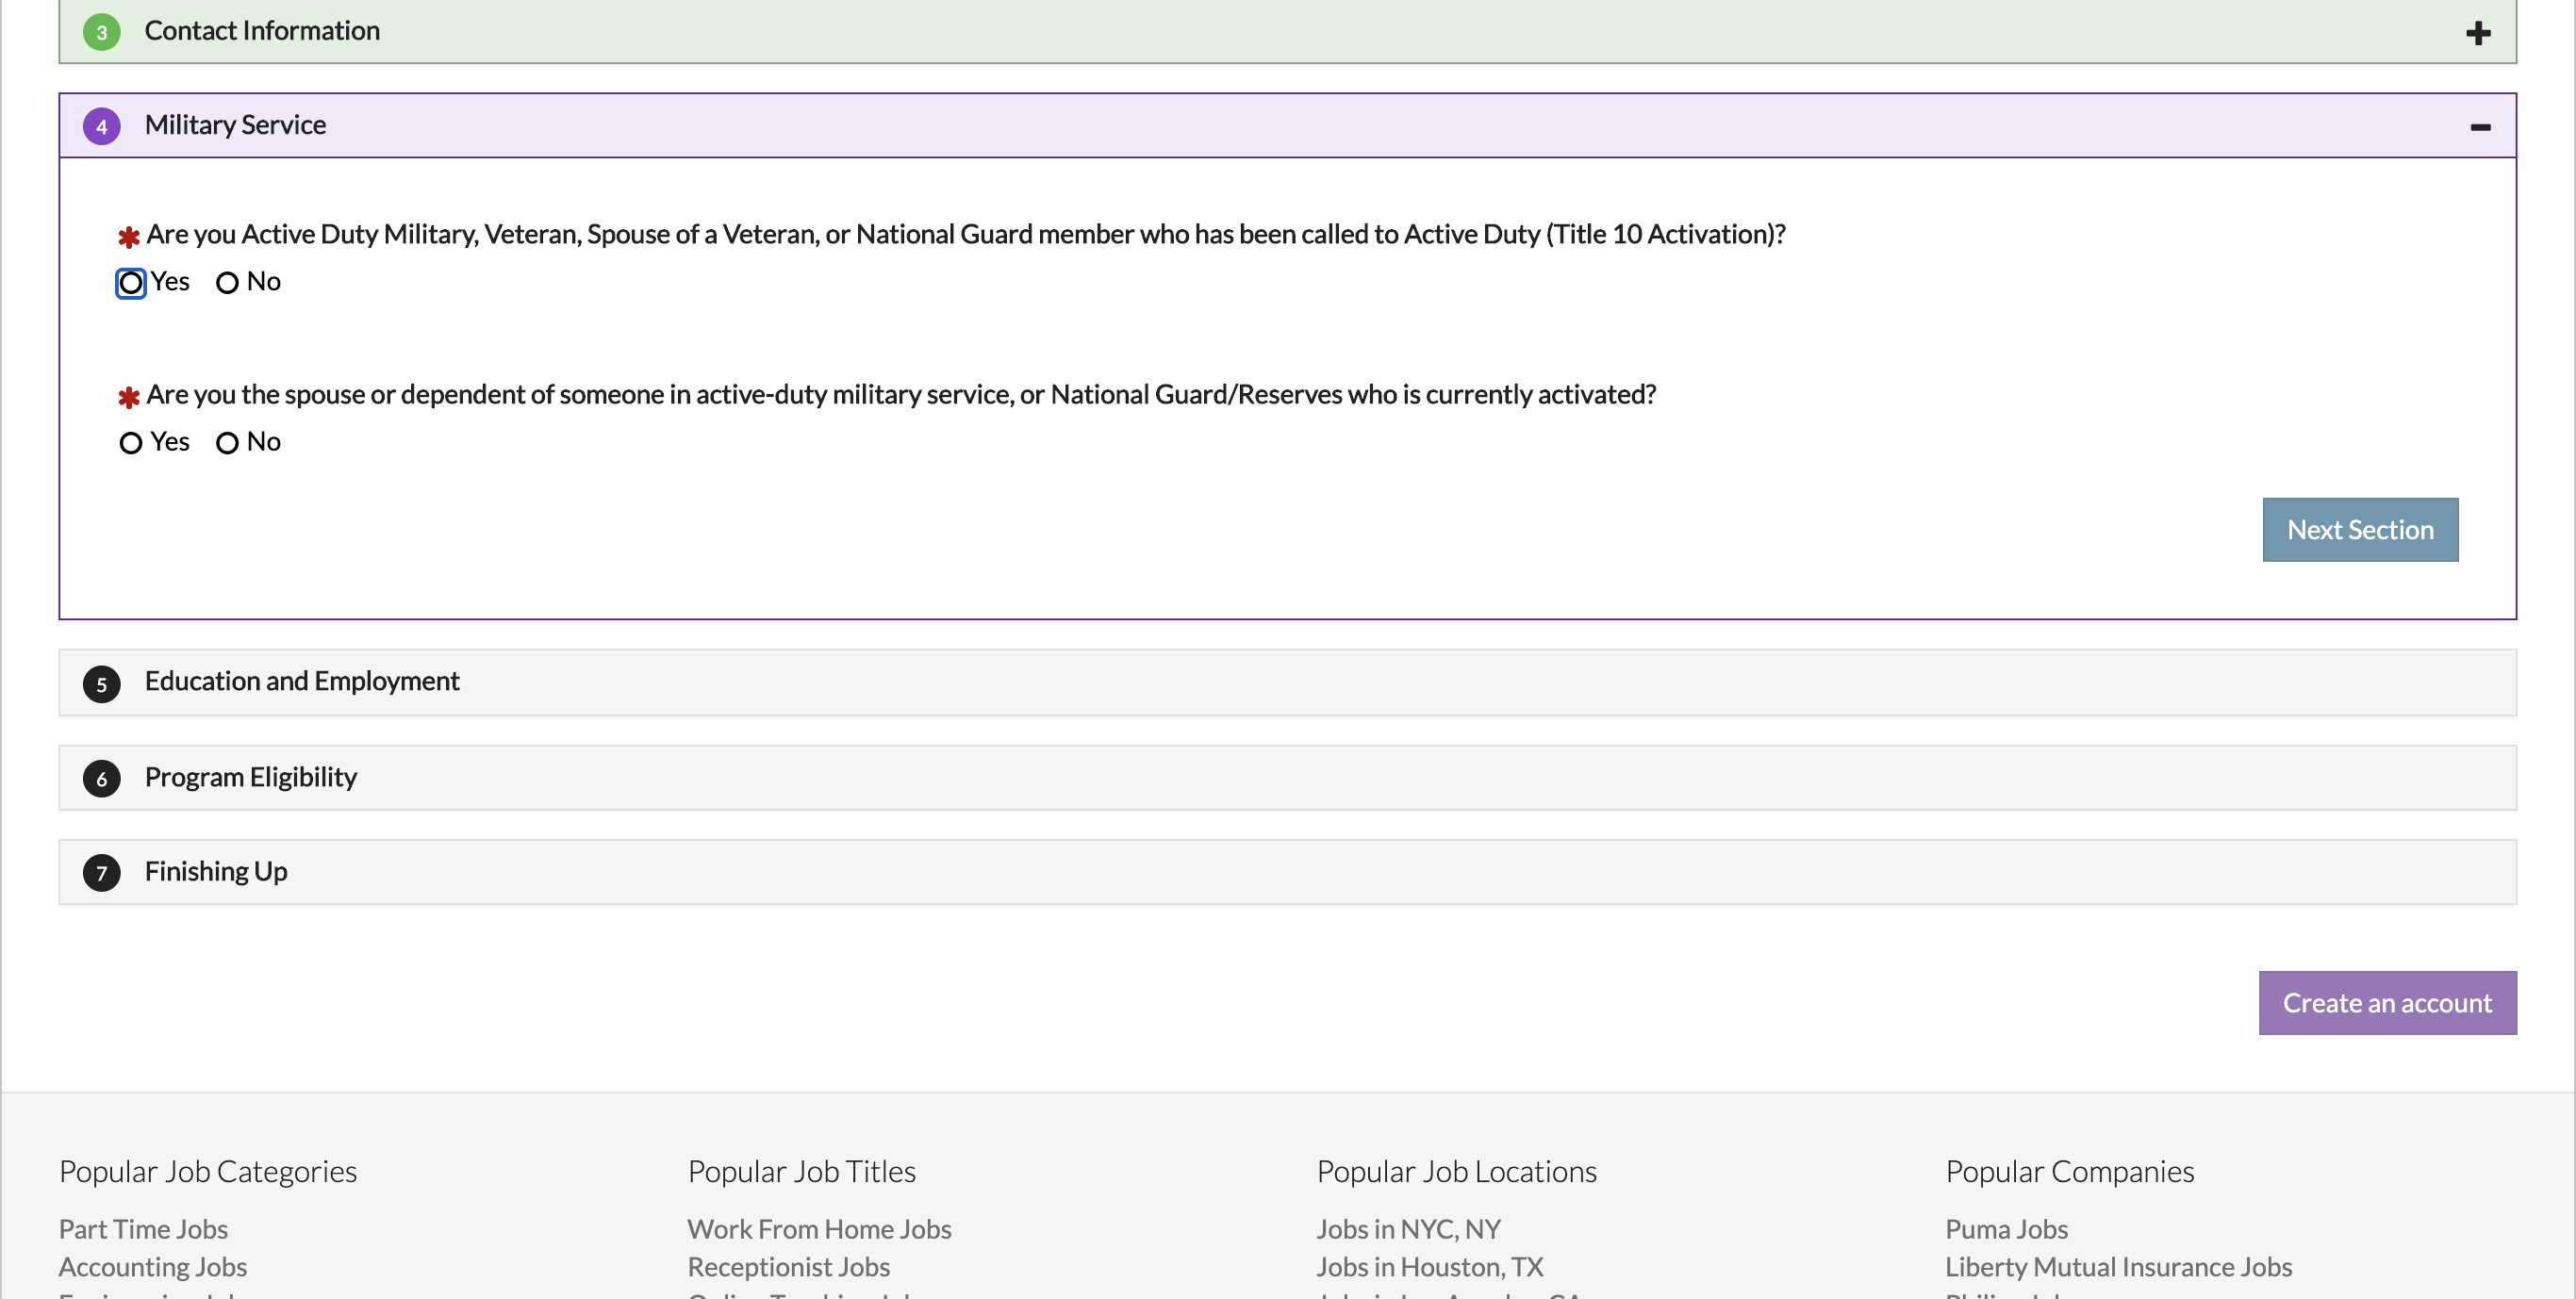 3 Contact Information
4 Military Service
* Are you Active Duty Military, Veteran, Spouse of a Veteran, or National Guard member who has been called to Active Duty (Title 10 Activation)?
Yes No
* Are you the spouse or dependent of someone in active-duty military service, or National Guard/Reserves who is currently activated?
Yes No
Next Section
5 Education and Employment
6 Program Eligibility
7 Finishing Up
Create an account
Popular Job Categories
Part Time Jobs
Accounting Jobs
Popular Job Titles
Work From Home Jobs
Receptionist Jobs
Popular Job Locations
Jobs in NYC, NY
Jobs in Houston, TX
Popular Companies
Puma Jobs
Liberty Mutual Insurance Jobs